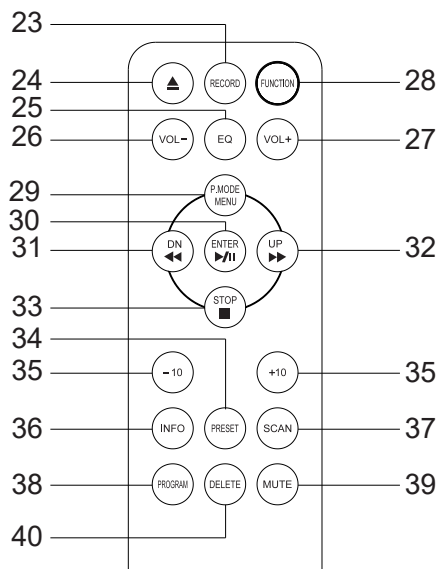 23
24
RECORD
FUNCTION
28
25
26
VOL-
EQ
VOL+
27
29
P.MODE
MENU
30
31
DN
ENTER
UP
32
33
STOP
34
35
-10
+10
35
36
INFO
PRESET
SCAN
37
38
PROGRAM
DELETE
MUTE
39
40